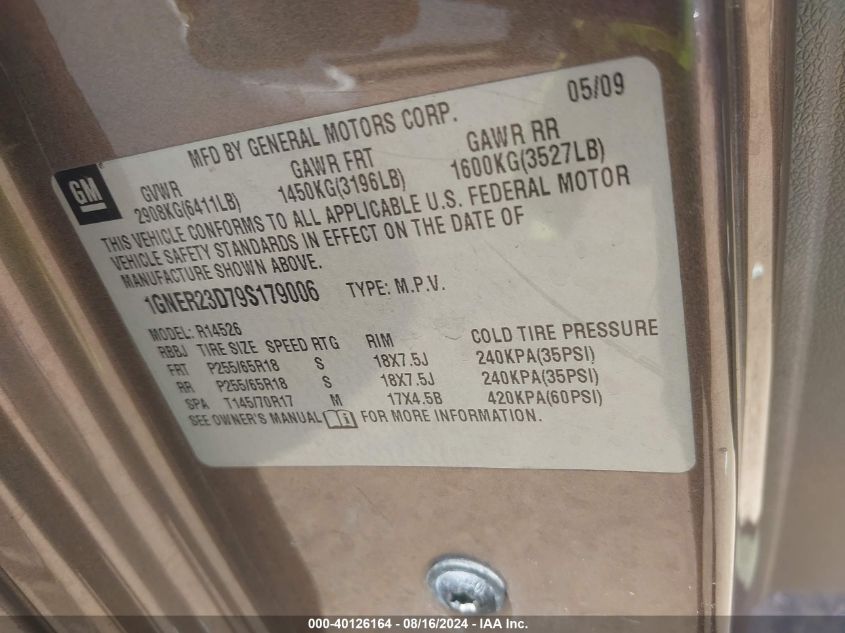 05/09
MFD BY GENERAL MOTORS CORP.
GM
GVWR GAWR FRT GAWR RR
2908KG(6411LB) 1450KG(3196LB) 1600KG(3527LB)
THIS VEHICLE CONFORMS TO ALL APPLICABLE U.S. FEDERAL MOTOR
VEHICLE SAFETY STANDARDS IN EFFECT ON THE DATE OF
MANUFACTURE SHOWN ABOVE.
1GNER23D79S179006 TYPE: M.P.V.
MODEL: R14526
RBBJ TIRE SIZE SPEED RTG RIM COLD TIRE PRESSURE
FRT P255/65R18 S 18X7.5J 240KPA(35PSI)
RR P255/65R18 S 18X7.5J 240KPA(35PSI)
SPA T145/70R17 M 17X4.5B 420KPA(60PSI)
SEE OWNER'S MANUAL i FOR MORE INFORMATION.
000-40126164 - 08/16/2024 - IAA Inc.